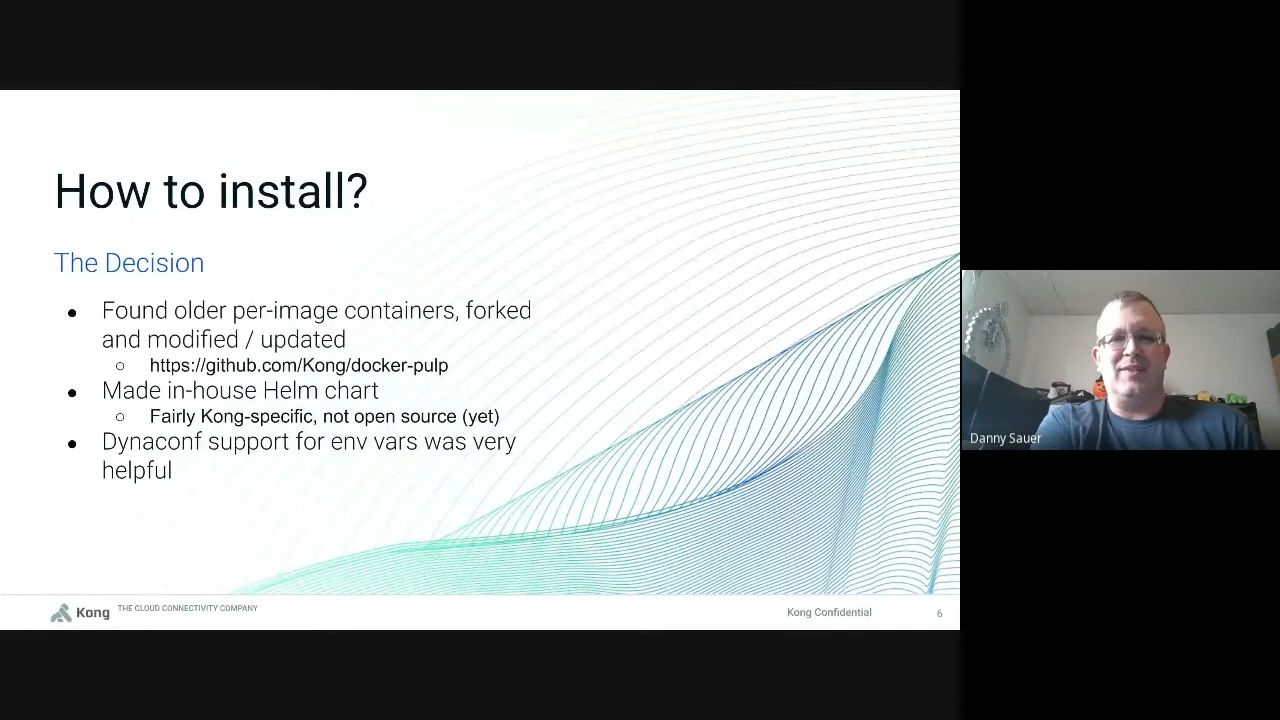 How to install?
The Decision
● Found older per-image containers, forked
and modified / updated
○ https://github.com/Kong/docker-pulp
● Made in-house Helm chart
○ Fairly Kong-specific, not open source (yet)
● Dynaconf support for env vars was very
helpful
Kong THE CLOUD CONNECTIVITY COMPANY
Kong Confidential
6
Danny Sauer